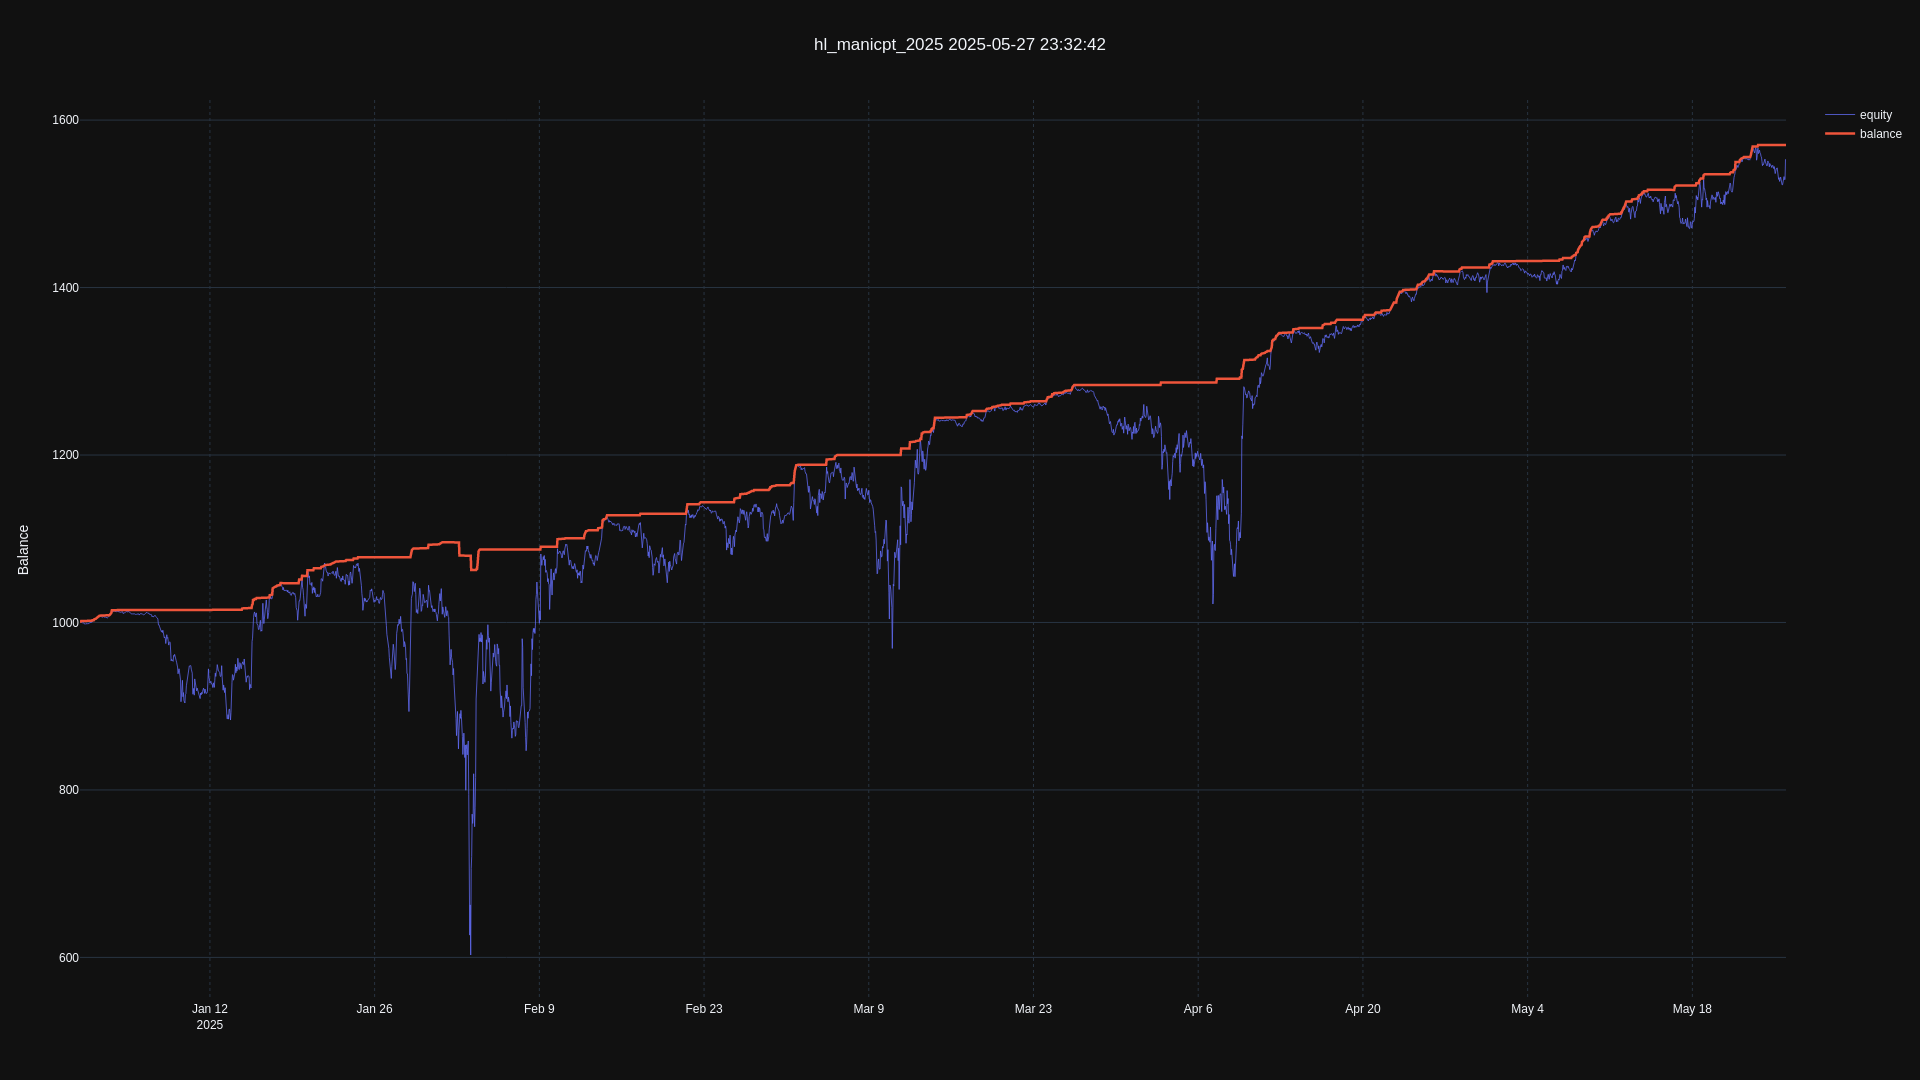 hl_manicpt_2025 2025-05-27 23:32:42
equity
balance
Balance
1600
1400
1200
1000
800
600
Jan 12
2025
Jan 26
Feb 9
Feb 23
Mar 9
Mar 23
Apr 6
Apr 20
May 4
May 18